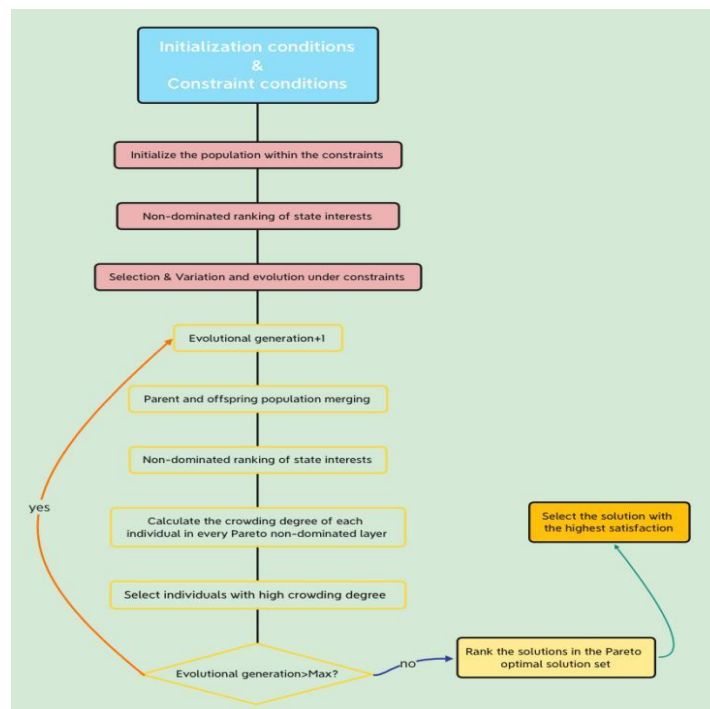 Initialization conditions
&
Constraint conditions
Initialize the population within the constraints
Non-dominated ranking of state interests
Selection & Variation and evolution under constraints
Evolutional generation+1
Parent and offspring population merging
Non-dominated ranking of state interests
yes
Calculate the crowding degree of each
individual in every Pareto non-dominated layer
Select the solution with
the highest satisfaction
Select individuals with high crowding degree
Evolutional generation>Max?
no
Rank the solutions in the Pareto
optimal solution set